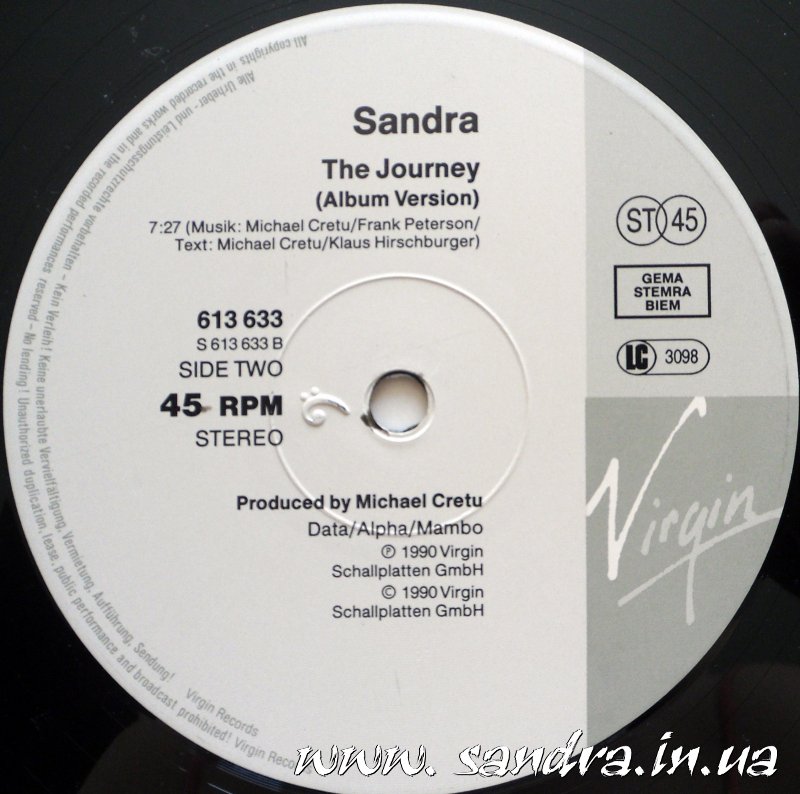 Sandra
The Journey
(Album Version)
7:27 (Musik: Michael Cretu/Frank Peterson/
Text: Michael Cretu/Klaus Hirschburger)
ST 45
GEMA
STEMRA
BIEM
LC 3098
613 633
S 613 633 B
SIDE TWO
45 RPM
STEREO
Virgin
Produced by Michael Cretu
Data/Alpha/Mambo
℗ 1990 Virgin
Schallplatten GmbH
© 1990 Virgin
Schallplatten GmbH
Alle Urheber- und Leistungsschutzrechte vorbehalten – Kein Verleih! Keine unerlaubte Vervielfältigung, Vermietung, Aufführung, Sendung! Virgin Records
All copyrights in the recorded works and in the recorded performances reserved – No lending! Unauthorized duplication, lease, public performance and broadcast prohibited! Virgin Records
www.sandra.in.ua